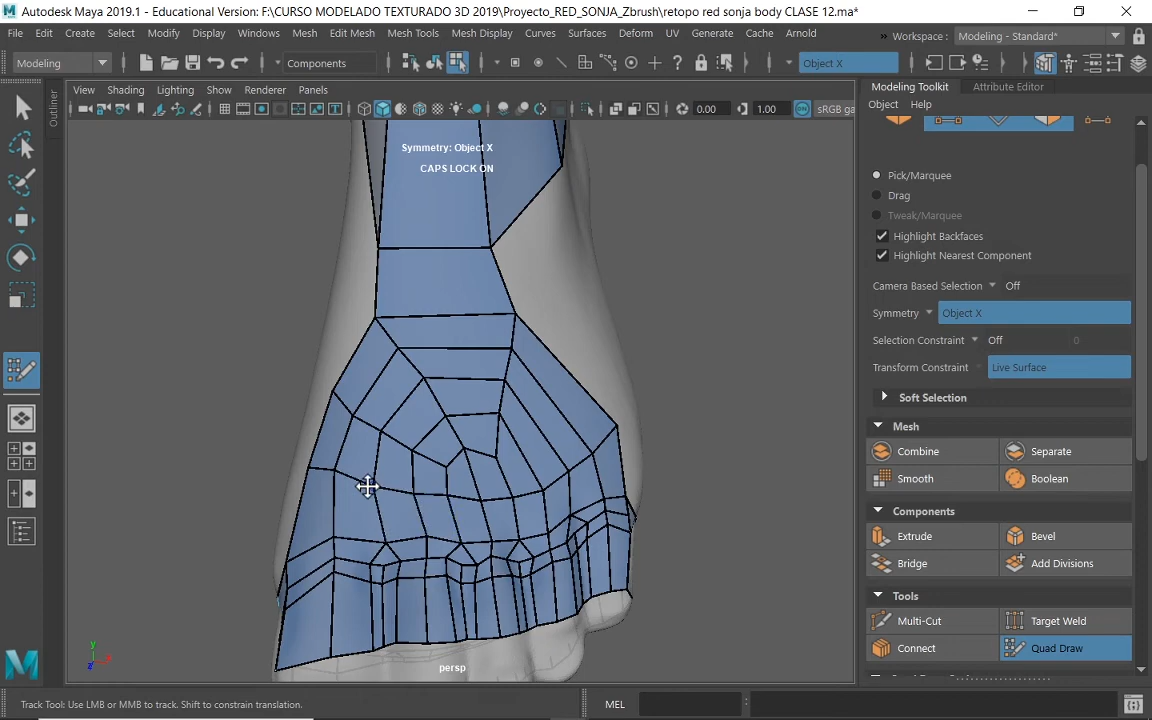 Autodesk Maya 2019.1 - Educational Version: F:\CURSO MODELADO TEXTURADO 3D 2019\Proyecto_RED_SONJA_Zbrush\retopo red sonja body CLASE 12.ma*
File Edit Create Select Modify Display Windows Mesh Edit Mesh Mesh Tools Mesh Display Curves Surfaces Deform UV Generate Cache Arnold » Workspace : Modeling - Standard*
Modeling Components Object X
View Shading Lighting Show Renderer Panels
0.00 1.00 ON sRGB ga
Outliner
Symmetry: Object X
CAPS LOCK ON
persp
y
x
z
Modeling Toolkit Attribute Editor
Object Help
Pick/Marquee
Drag
Tweak/Marquee
Highlight Backfaces
Highlight Nearest Component
Camera Based Selection Off
Symmetry Object X
Selection Constraint Off 0
Transform Constraint Live Surface
Soft Selection
Mesh
Combine Separate
Smooth Boolean
Components
Extrude Bevel
Bridge Add Divisions
Tools
Multi-Cut Target Weld
Connect Quad Draw
Track Tool: Use LMB or MMB to track. Shift to constrain translation. MEL